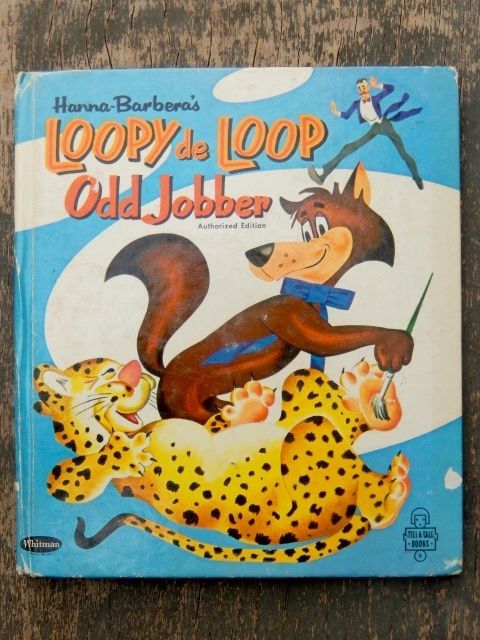 Hanna-Barbera's
LOOPY de LOOP
Odd Jobber
Authorized Edition
Whitman
TELL-A-TALE
BOOKS